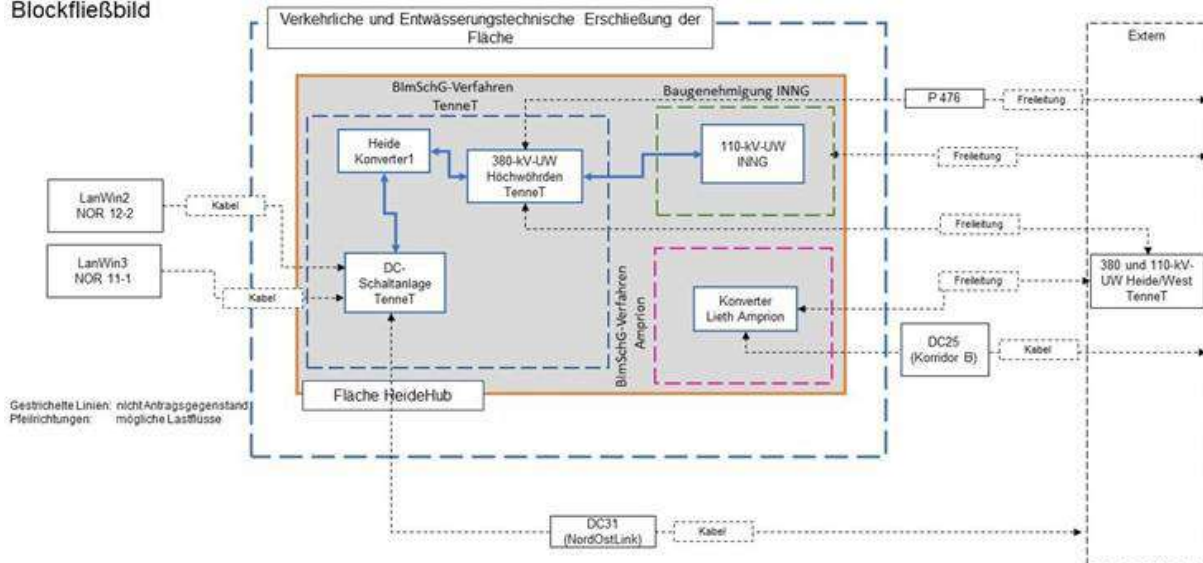 Blockfließbild
Verkehrliche und Entwässerungstechnische Erschließung der
Fläche
Extern
BImSchG-Verfahren
TenneT
Baugenehmigung INNG
P 476
Freileitung
Heide
Konverter1
380-kV-UW
Höchwöhrden
TenneT
110-kV-UW
INNG
Freileitung
LanWin2
NOR 12-2
Kabel
Freileitung
LanWin3
NOR 11-1
Kabel
DC-
Schaltanlage
TenneT
BImSchG-Verfahren
Amprion
Konverter
Lieth Amprion
Freileitung
380 und 110-kV-
UW Heide/West
TenneT
DC25
(Korridor B)
Kabel
Fläche HeideHub
Gestrichelte Linien: nicht Antragsgegenstand
Pfeilrichtungen: mögliche Lastflüsse
DC31
(NordOstLink)
Kabel